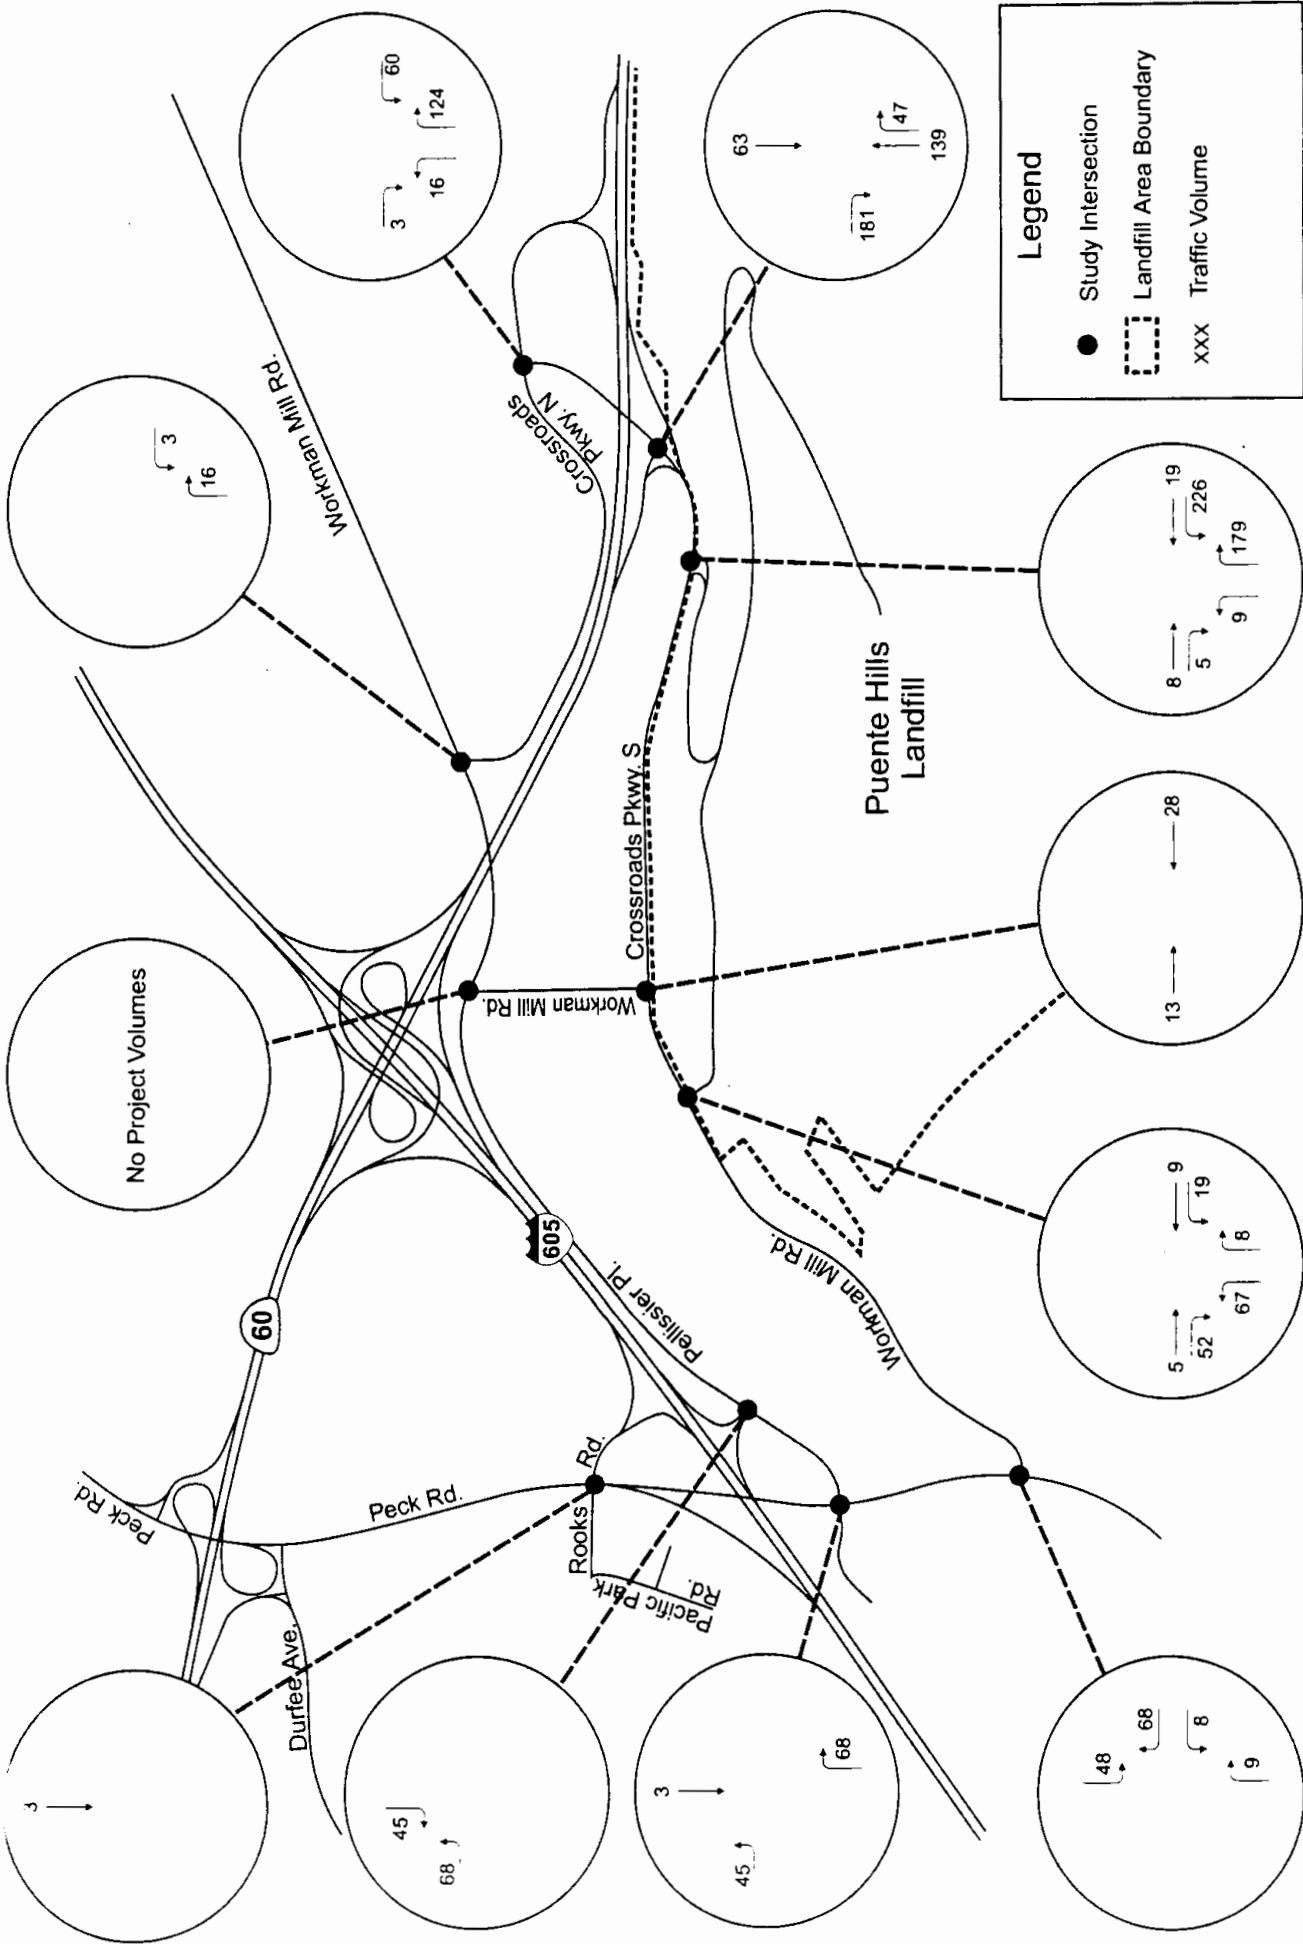 3
60
16
124
63
47
139
181
Legend
Study Intersection
Landfill Area Boundary
XXX Traffic Volume
3
16
Workman Mill Rd.
Crossroads
Pkwy. N
No Project Volumes
Workman Mill Rd.
Crossroads Pkwy. S
Puente Hills
Landfill
8
5
9
19
226
179
13
28
5
52
67
9
19
8
60
605
Pellissier Pl.
Workman Mill Rd.
Peck Rd.
Peck Rd.
Rooks
Rd.
Pacific Park
Rd.
Durfee Ave.
3
45
68
3
45
68
48
68
8
9